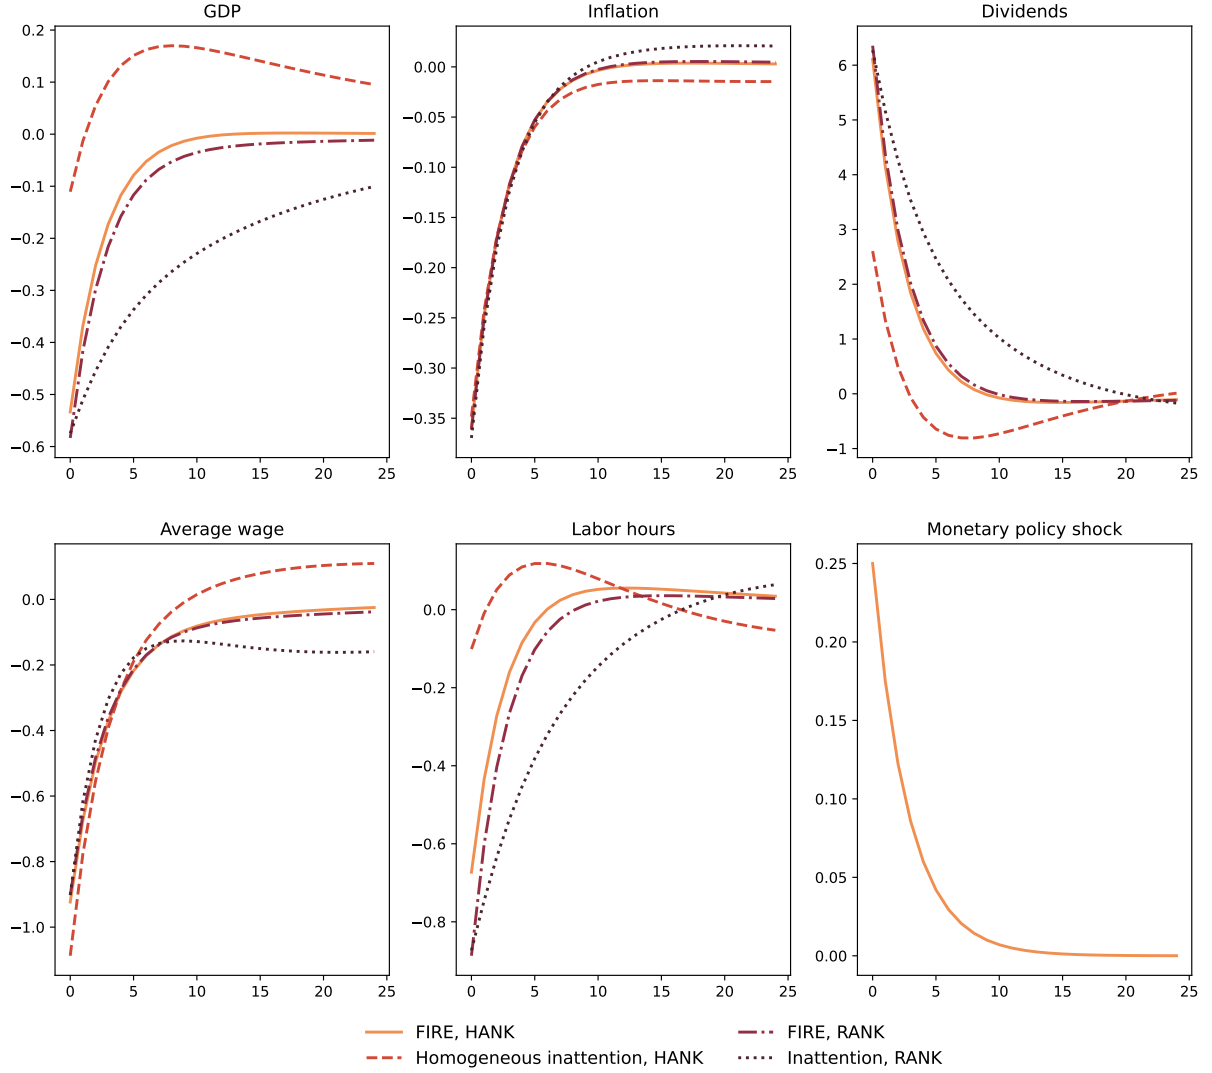 GDP
Inflation
Dividends
0.2
0.1
0.0
−0.1
−0.2
−0.3
−0.4
−0.5
−0.6
0 5 10 15 20 25
0.00
−0.05
−0.10
−0.15
−0.20
−0.25
−0.30
−0.35
0 5 10 15 20 25
6
5
4
3
2
1
0
−1
0 5 10 15 20 25
Average wage
Labor hours
Monetary policy shock
0.0
−0.2
−0.4
−0.6
−0.8
−1.0
0 5 10 15 20 25
0.0
−0.2
−0.4
−0.6
−0.8
0 5 10 15 20 25
0.25
0.20
0.15
0.10
0.05
0.00
0 5 10 15 20 25
FIRE, HANK
Homogeneous inattention, HANK
FIRE, RANK
Inattention, RANK